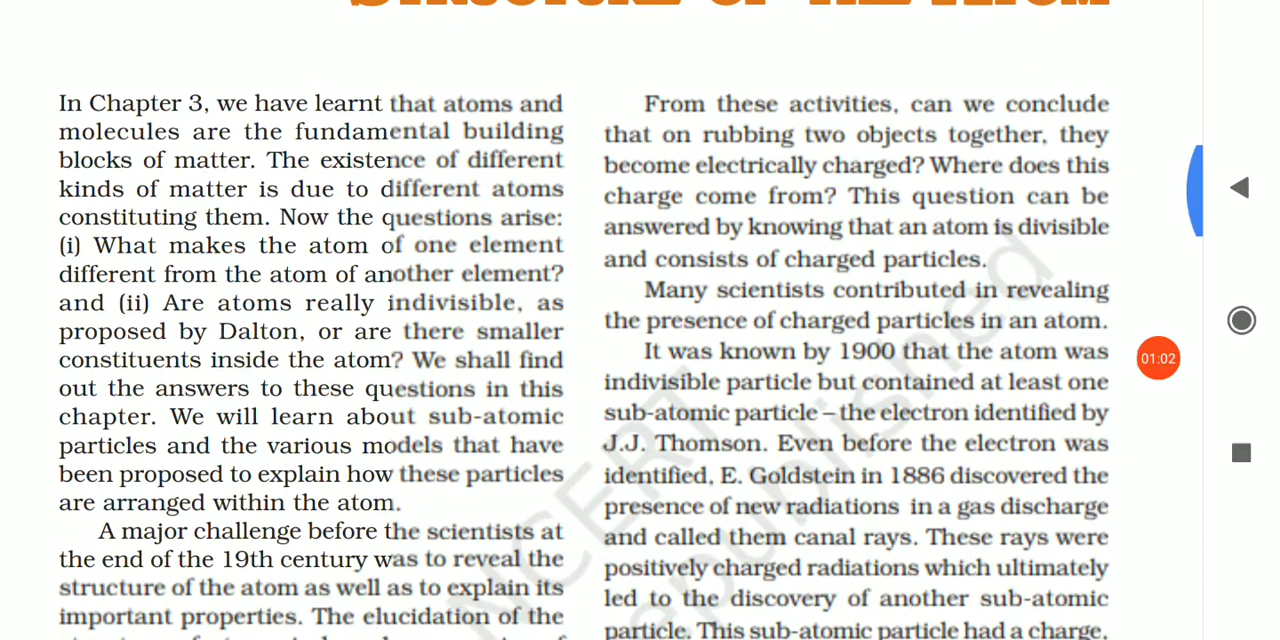 STRUCTURE OF THE ATOM
In Chapter 3, we have learnt that atoms and
molecules are the fundamental building
blocks of matter. The existence of different
kinds of matter is due to different atoms
constituting them. Now the questions arise:
(i) What makes the atom of one element
different from the atom of another element?
and (ii) Are atoms really indivisible, as
proposed by Dalton, or are there smaller
constituents inside the atom? We shall find
out the answers to these questions in this
chapter. We will learn about sub-atomic
particles and the various models that have
been proposed to explain how these particles
are arranged within the atom.
A major challenge before the scientists at
the end of the 19th century was to reveal the
structure of the atom as well as to explain its
important properties. The elucidation of the
From these activities, can we conclude
that on rubbing two objects together, they
become electrically charged? Where does this
charge come from? This question can be
answered by knowing that an atom is divisible
and consists of charged particles.
Many scientists contributed in revealing
the presence of charged particles in an atom.
It was known by 1900 that the atom was
indivisible particle but contained at least one
sub-atomic particle – the electron identified by
J.J. Thomson. Even before the electron was
identified, E. Goldstein in 1886 discovered the
presence of new radiations in a gas discharge
and called them canal rays. These rays were
positively charged radiations which ultimately
led to the discovery of another sub-atomic
particle. This sub-atomic particle had a charge,
NCERT
republished
01:02